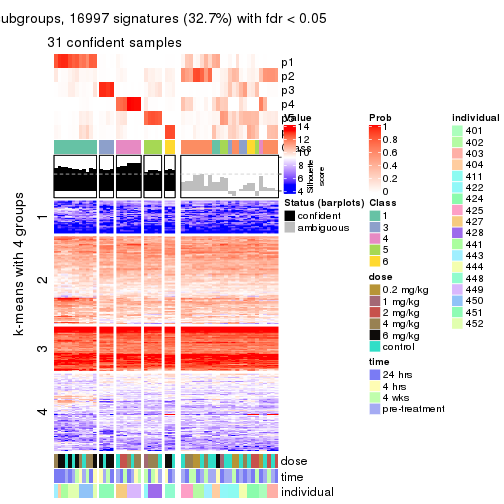 ubgroups, 16997 signatures (32.7%) with fdr < 0.05
31 confident samples
p1
p2
p3
p4
Value
14
12
10
8
6
4
Silhouette score
Prob
1
0.8
0.6
0.4
0.2
0
Class
1
3
4
5
6
Status (barplots)
confident
ambiguous
dose
0.2 mg/kg
1 mg/kg
2 mg/kg
4 mg/kg
6 mg/kg
control
time
24 hrs
4 hrs
4 wks
pre-treatment
individual
401
402
403
404
411
422
424
425
427
428
441
443
444
448
449
450
451
452
k-means with 4 groups
1
2
3
4
dose
time
individual